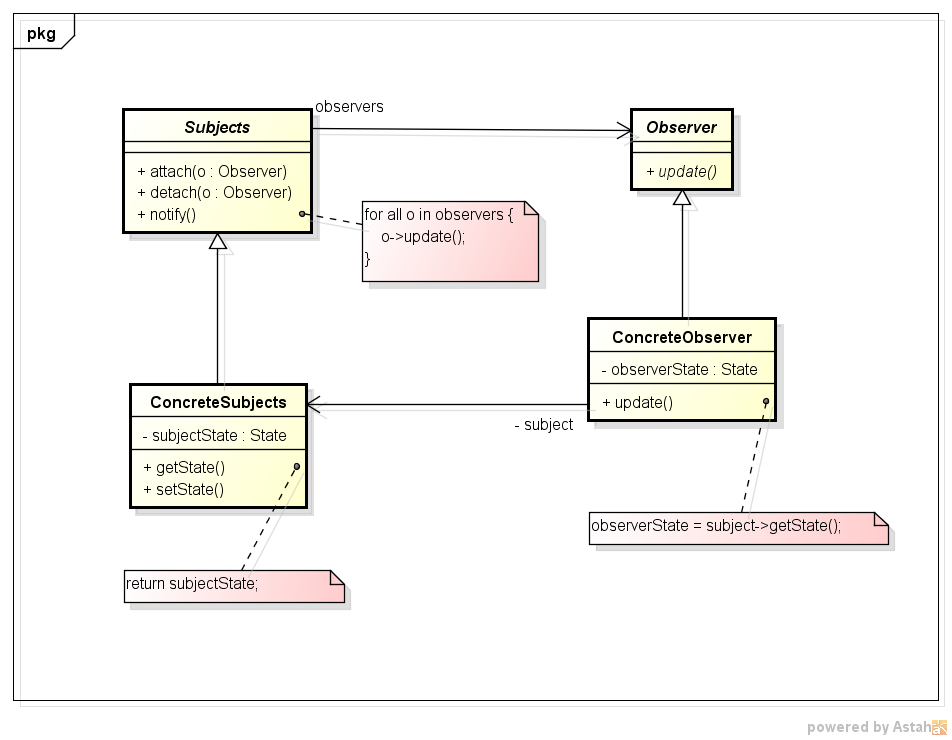 pkg
observers
Subjects
+ attach(o : Observer)
+ detach(o : Observer)
+ notify()
Observer
+ update()
for all o in observers {
o->update();
}
ConcreteObserver
- observerState : State
+ update()
ConcreteSubjects
- subjectState : State
+ getState()
+ setState()
- subject
observerState = subject->getState();
return subjectState;
powered by Astah